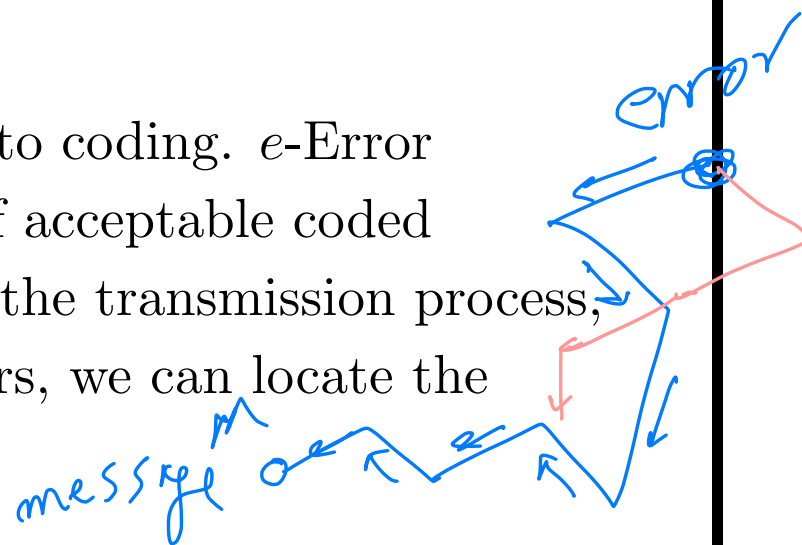 error
to coding. e-Error
f acceptable coded
the transmission process,
rs, we can locate the
message M